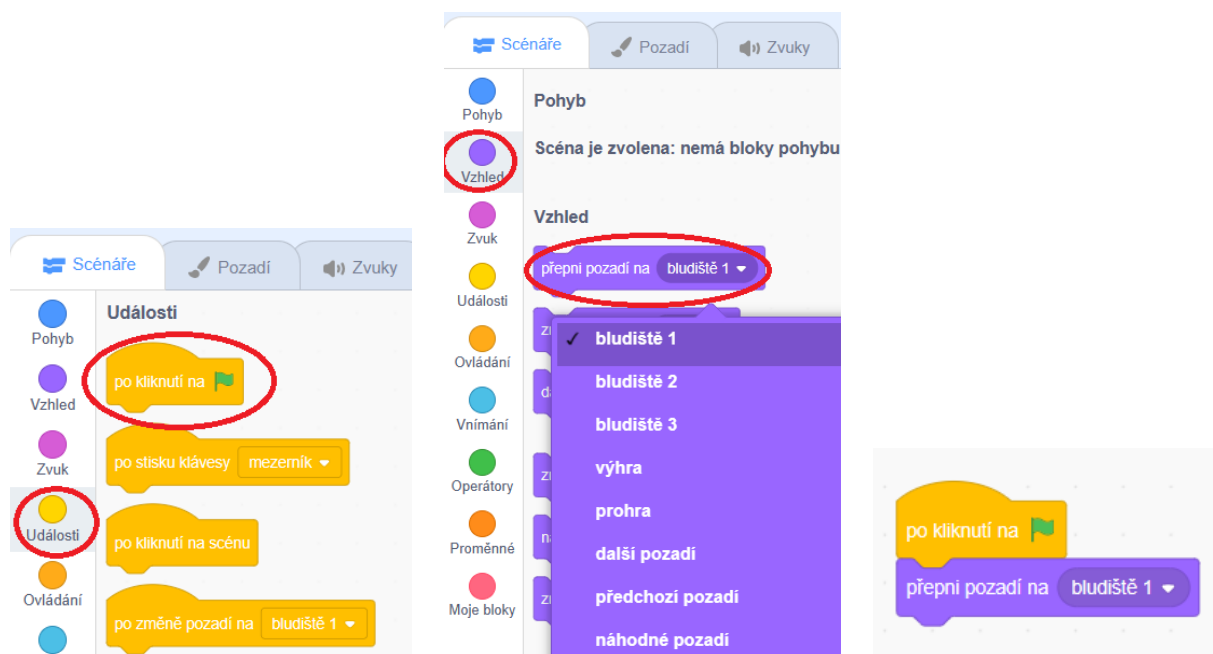 Scénáře
Pozadí
Zvuky
Pohyb
Vzhled
Zvuk
Události
Ovládání
Události
po kliknutí na
po stisku klávesy mezerník
po kliknutí na scénu
po změně pozadí na bludiště 1
Scénáře
Pozadí
Zvuky
Pohyb
Vzhled
Zvuk
Události
Ovládání
Vnímání
Operátory
Proměnné
Moje bloky
Pohyb
Scéna je zvolena: nemá bloky pohybu
Vzhled
přepni pozadí na bludiště 1
bludiště 1
bludiště 2
bludiště 3
výhra
prohra
další pozadí
předchozí pozadí
náhodné pozadí
po kliknutí na
přepni pozadí na bludiště 1